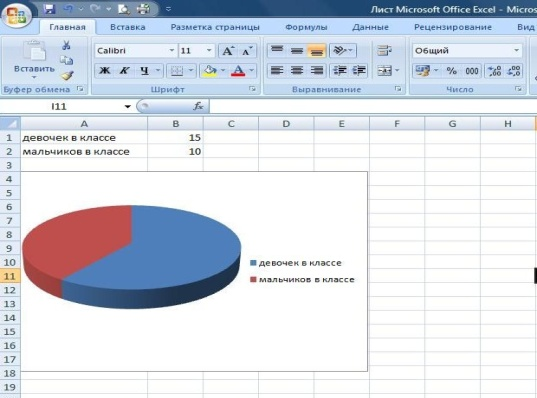 Лист Microsoft Office Excel - Micros
Главная Вставка Разметка страницы Формулы Данные Рецензирование Вид
Вставить Calibri 11 A A Общий
Ж К Ч % 000 ,00 ,00
Буфер обмена Шрифт Выравнивание Число
I11 fx
A B C D E F G H
1 девочек в классе 15
2 мальчиков в классе 10
3
4
5
6
7
8
9
10
11
12
13
14
15
16
17
18
19
девочек в классе
мальчиков в классе